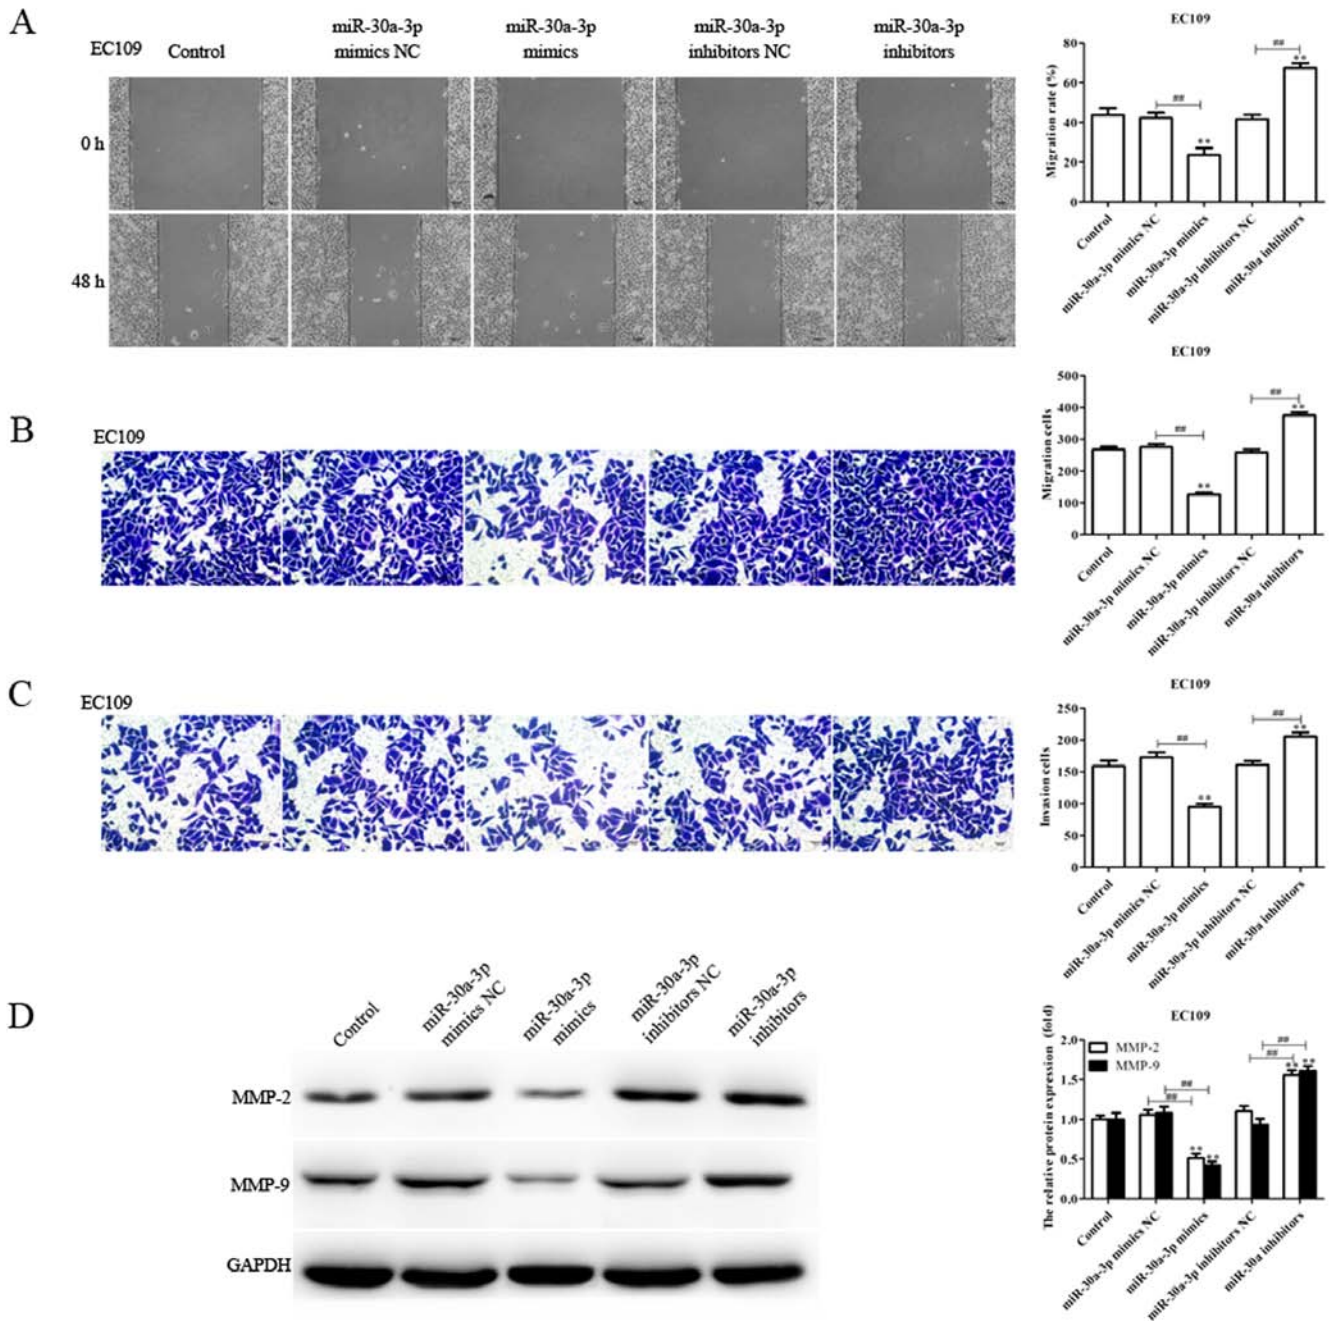 A
EC109
Control
miR-30a-3p
mimics NC
miR-30a-3p
mimics
miR-30a-3p
inhibitors NC
miR-30a-3p
inhibitors
0 h
48 h
EC109
Migration rate (%)
80
60
40
20
0
##
**
##
**
Control
miR-30a-3p mimics NC
miR-30a-3p mimics
miR-30a-3p inhibitors NC
miR-30a inhibitors
B
EC109
EC109
Migration cells
500
400
300
200
100
0
##
**
##
**
Control
miR-30a-3p mimics NC
miR-30a-3p mimics
miR-30a-3p inhibitors NC
miR-30a inhibitors
C
EC109
EC109
Invasion cells
250
200
150
100
50
0
##
**
##
**
Control
miR-30a-3p mimics NC
miR-30a-3p mimics
miR-30a-3p inhibitors NC
miR-30a inhibitors
D
Control
miR-30a-3p
mimics NC
miR-30a-3p
mimics
miR-30a-3p
inhibitors NC
miR-30a-3p
inhibitors
MMP-2
MMP-9
GAPDH
EC109
The relative protein expression (fold)
2.0
1.5
1.0
0.5
0.0
MMP-2
MMP-9
##
##
**
**
##
##
**
**
Control
miR-30a-3p mimics NC
miR-30a-3p mimics
miR-30a-3p inhibitors NC
miR-30a inhibitors